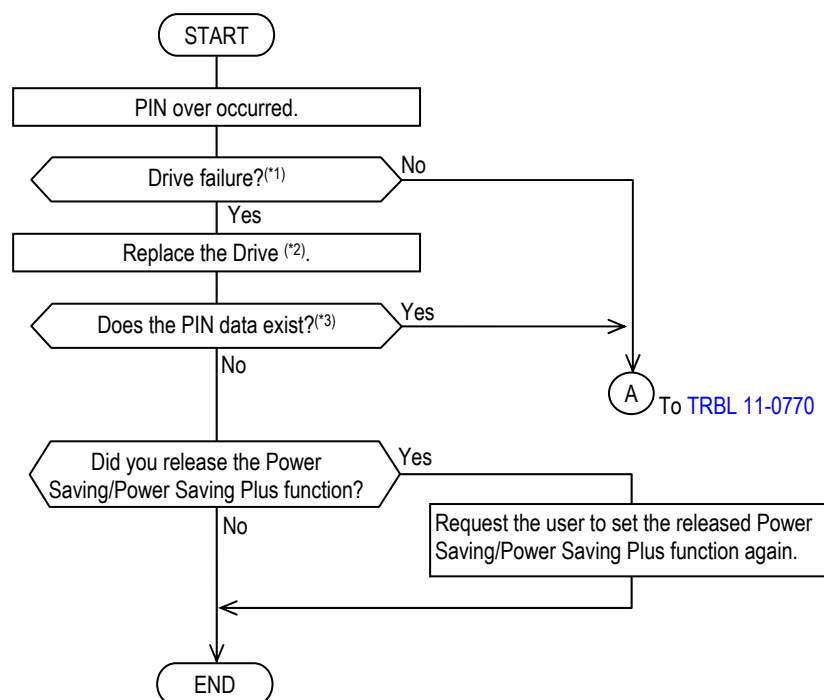 START
PIN over occurred.
Drive failure?(*1)
No
Yes
Replace the Drive (*2).
Does the PIN data exist?(*3)
Yes
No
A
To TRBL 11-0770
Did you release the Power
Saving/Power Saving Plus function?
Yes
No
Request the user to set the released Power
Saving/Power Saving Plus function again.
END